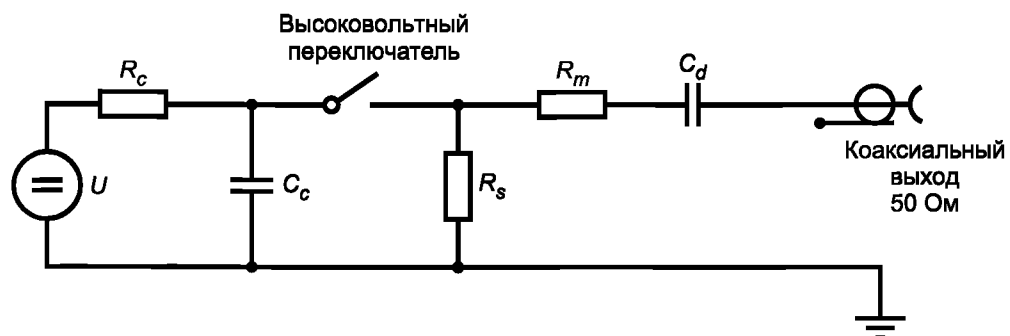 Высоковольтный
переключатель
R_c
R_m
C_d
U
C_c
R_s
Коаксиальный
выход
50 Ом